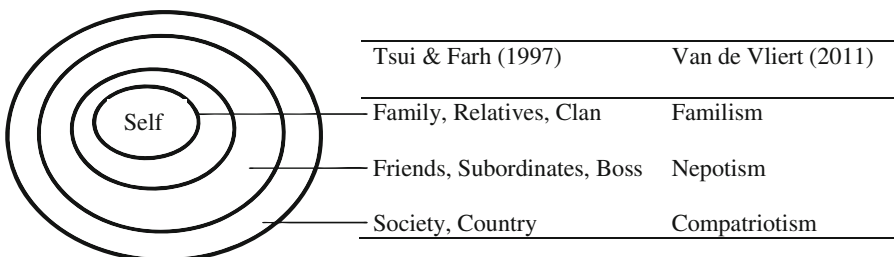 Tsui & Farh (1997) Van de Vliert (2011)
Self
Family, Relatives, Clan Familism
Friends, Subordinates, Boss Nepotism
Society, Country Compatriotism